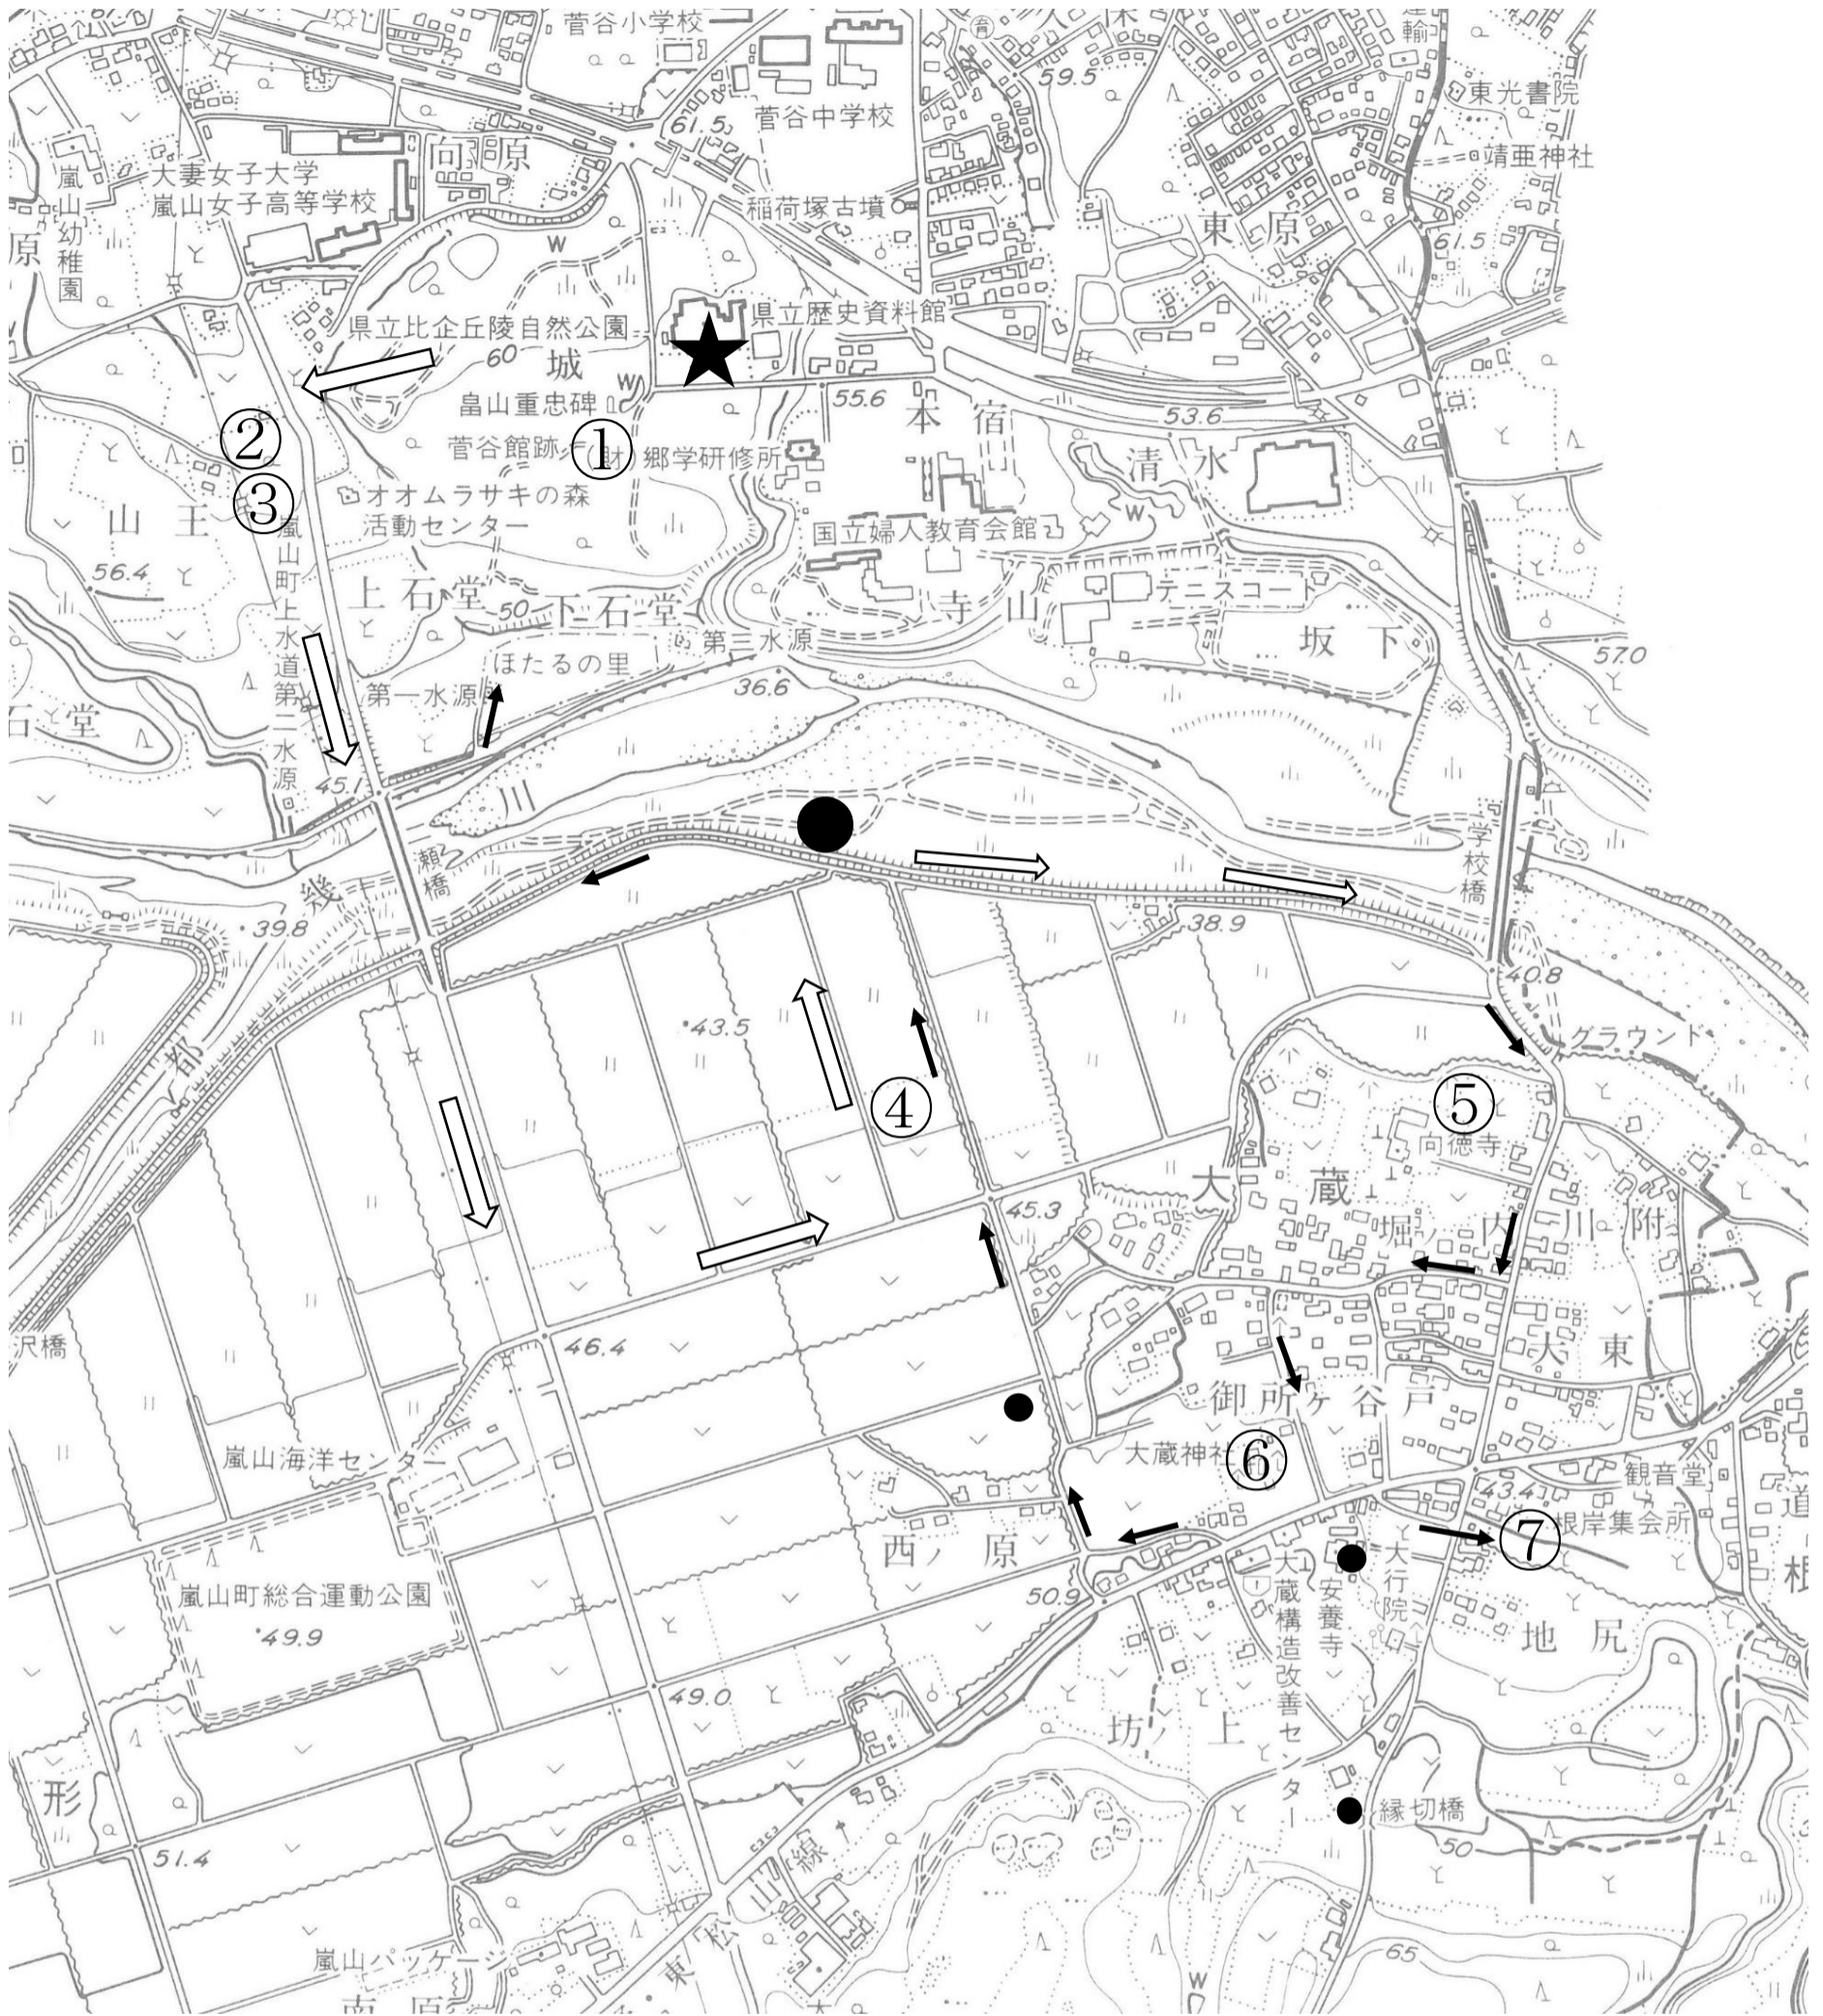 菅谷小学校
育
59.5
運輸
東光書院
61.5
菅谷中学校
向原
靖亜神社
大妻女子大学
嵐山女子高等学校
嵐山幼稚園
原
稲荷塚古墳
東原
61.5
県立歴史資料館
県立比企丘陵自然公園
60
城
★
畠山重忠碑
55.6
本宿
53.6
②
菅谷館跡
①
(財)郷学研修所
清水
③
オオムラサキの森
活動センター
山王
国立婦人教育会館
56.4
嵐山町上水道第二水源
上石堂
50
下石堂
寺山
テニスコート
坂下
第三水源
57.0
ほたるの里
36.6
第一水源
石堂
45.1
川
学校橋
瀬橋
幾
39.8
38.9
40.8
都
43.5
グラウンド
④
⑤
向徳寺
大蔵
45.3
堀ノ内
川附
沢橋
46.4
大東
御所ヶ谷戸
嵐山海洋センター
大蔵神社
⑥
観音堂
43.4
道
西ノ原
⑦
根岸集会所
根
嵐山町総合運動公園
49.9
50.9
大蔵構造改善センター
安養寺
大行院
地尻
49.0
坊ノ上
形
縁切橋
50
51.4
線
山
松
東
嵐山パッケージ
65
南原